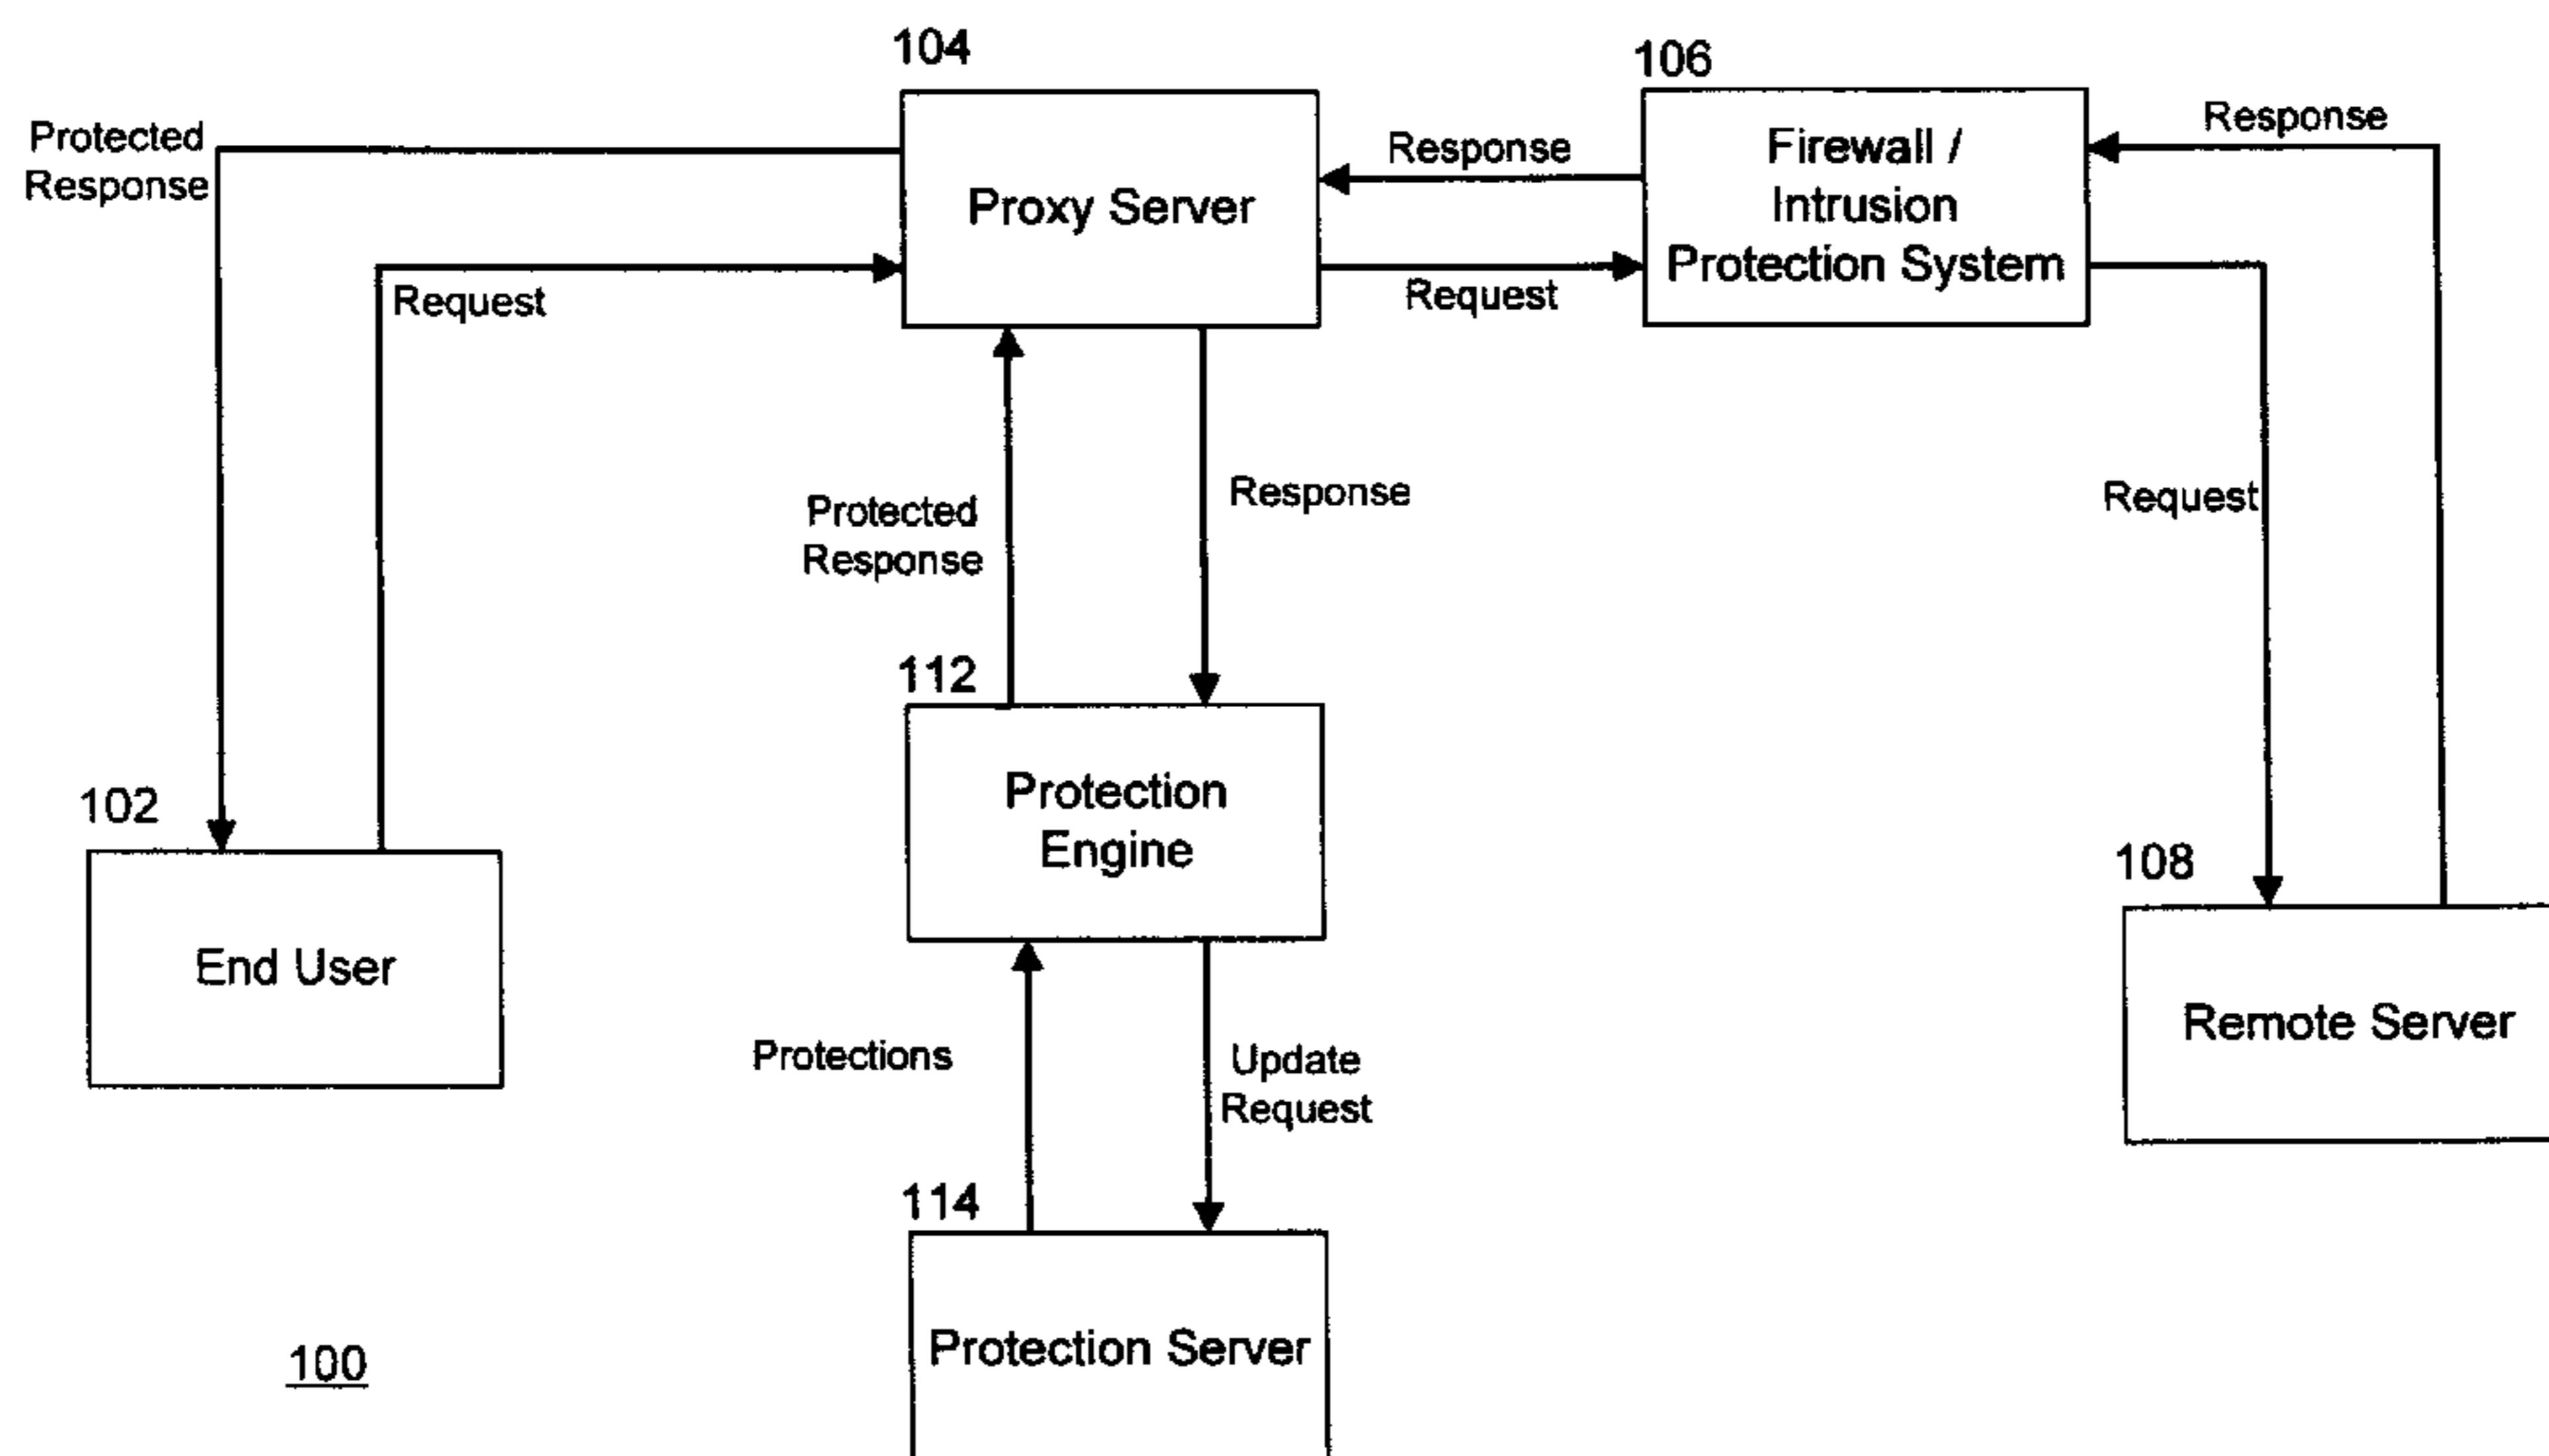 104
106
Protected
Response
Response
Response
Firewall /
Intrusion
Protection System
Proxy Server
Request
Request
Protected
Response
Response
Request
112
102
Protection
Engine
108
End User
Remote Server
Protections
Update
Request
114
Protection Server
100